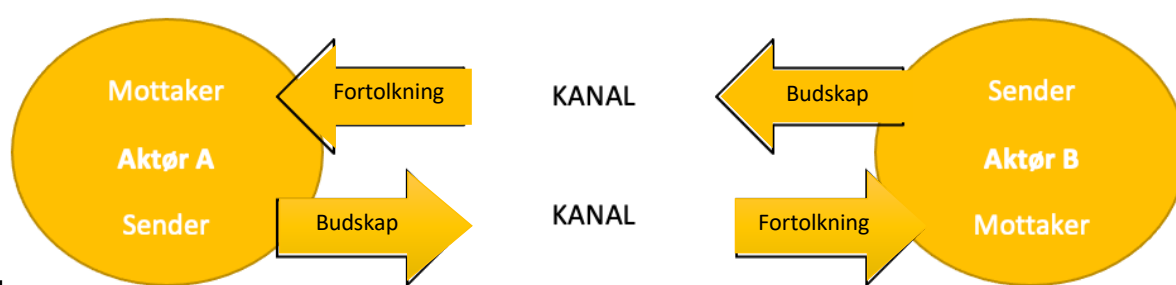 Mottaker Fortolkning KANAL Budskap Sender
Aktør A Aktør B
Sender Budskap KANAL Fortolkning Mottaker